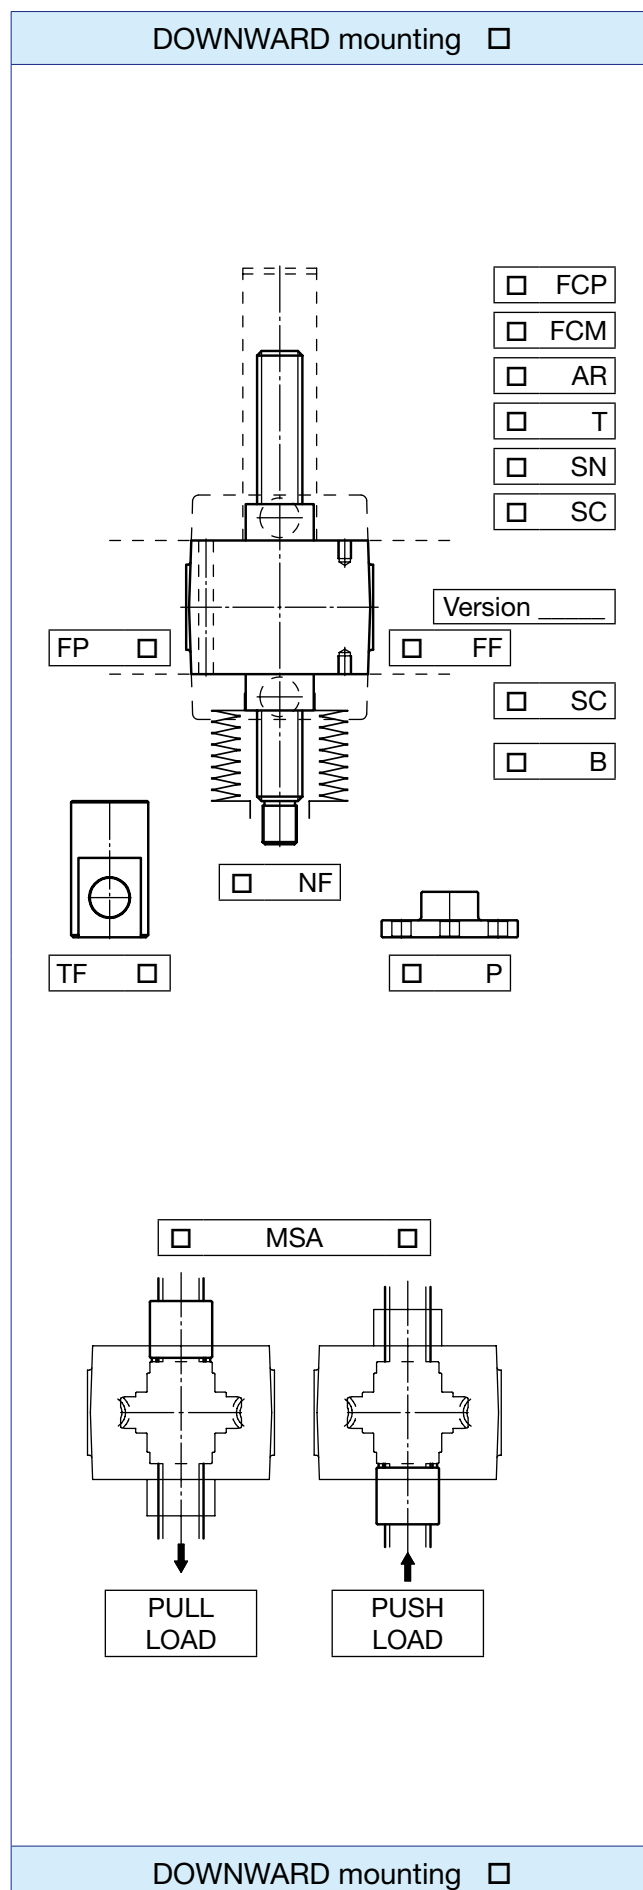 DOWNWARD mounting ☐
☐ FCP
☐ FCM
☐ AR
☐ T
☐ SN
☐ SC
Version _____
FP ☐
☐ FF
☐ SC
☐ B
☐ NF
TF ☐
☐ P
☐ MSA ☐
PULL
LOAD
PUSH
LOAD
DOWNWARD mounting ☐